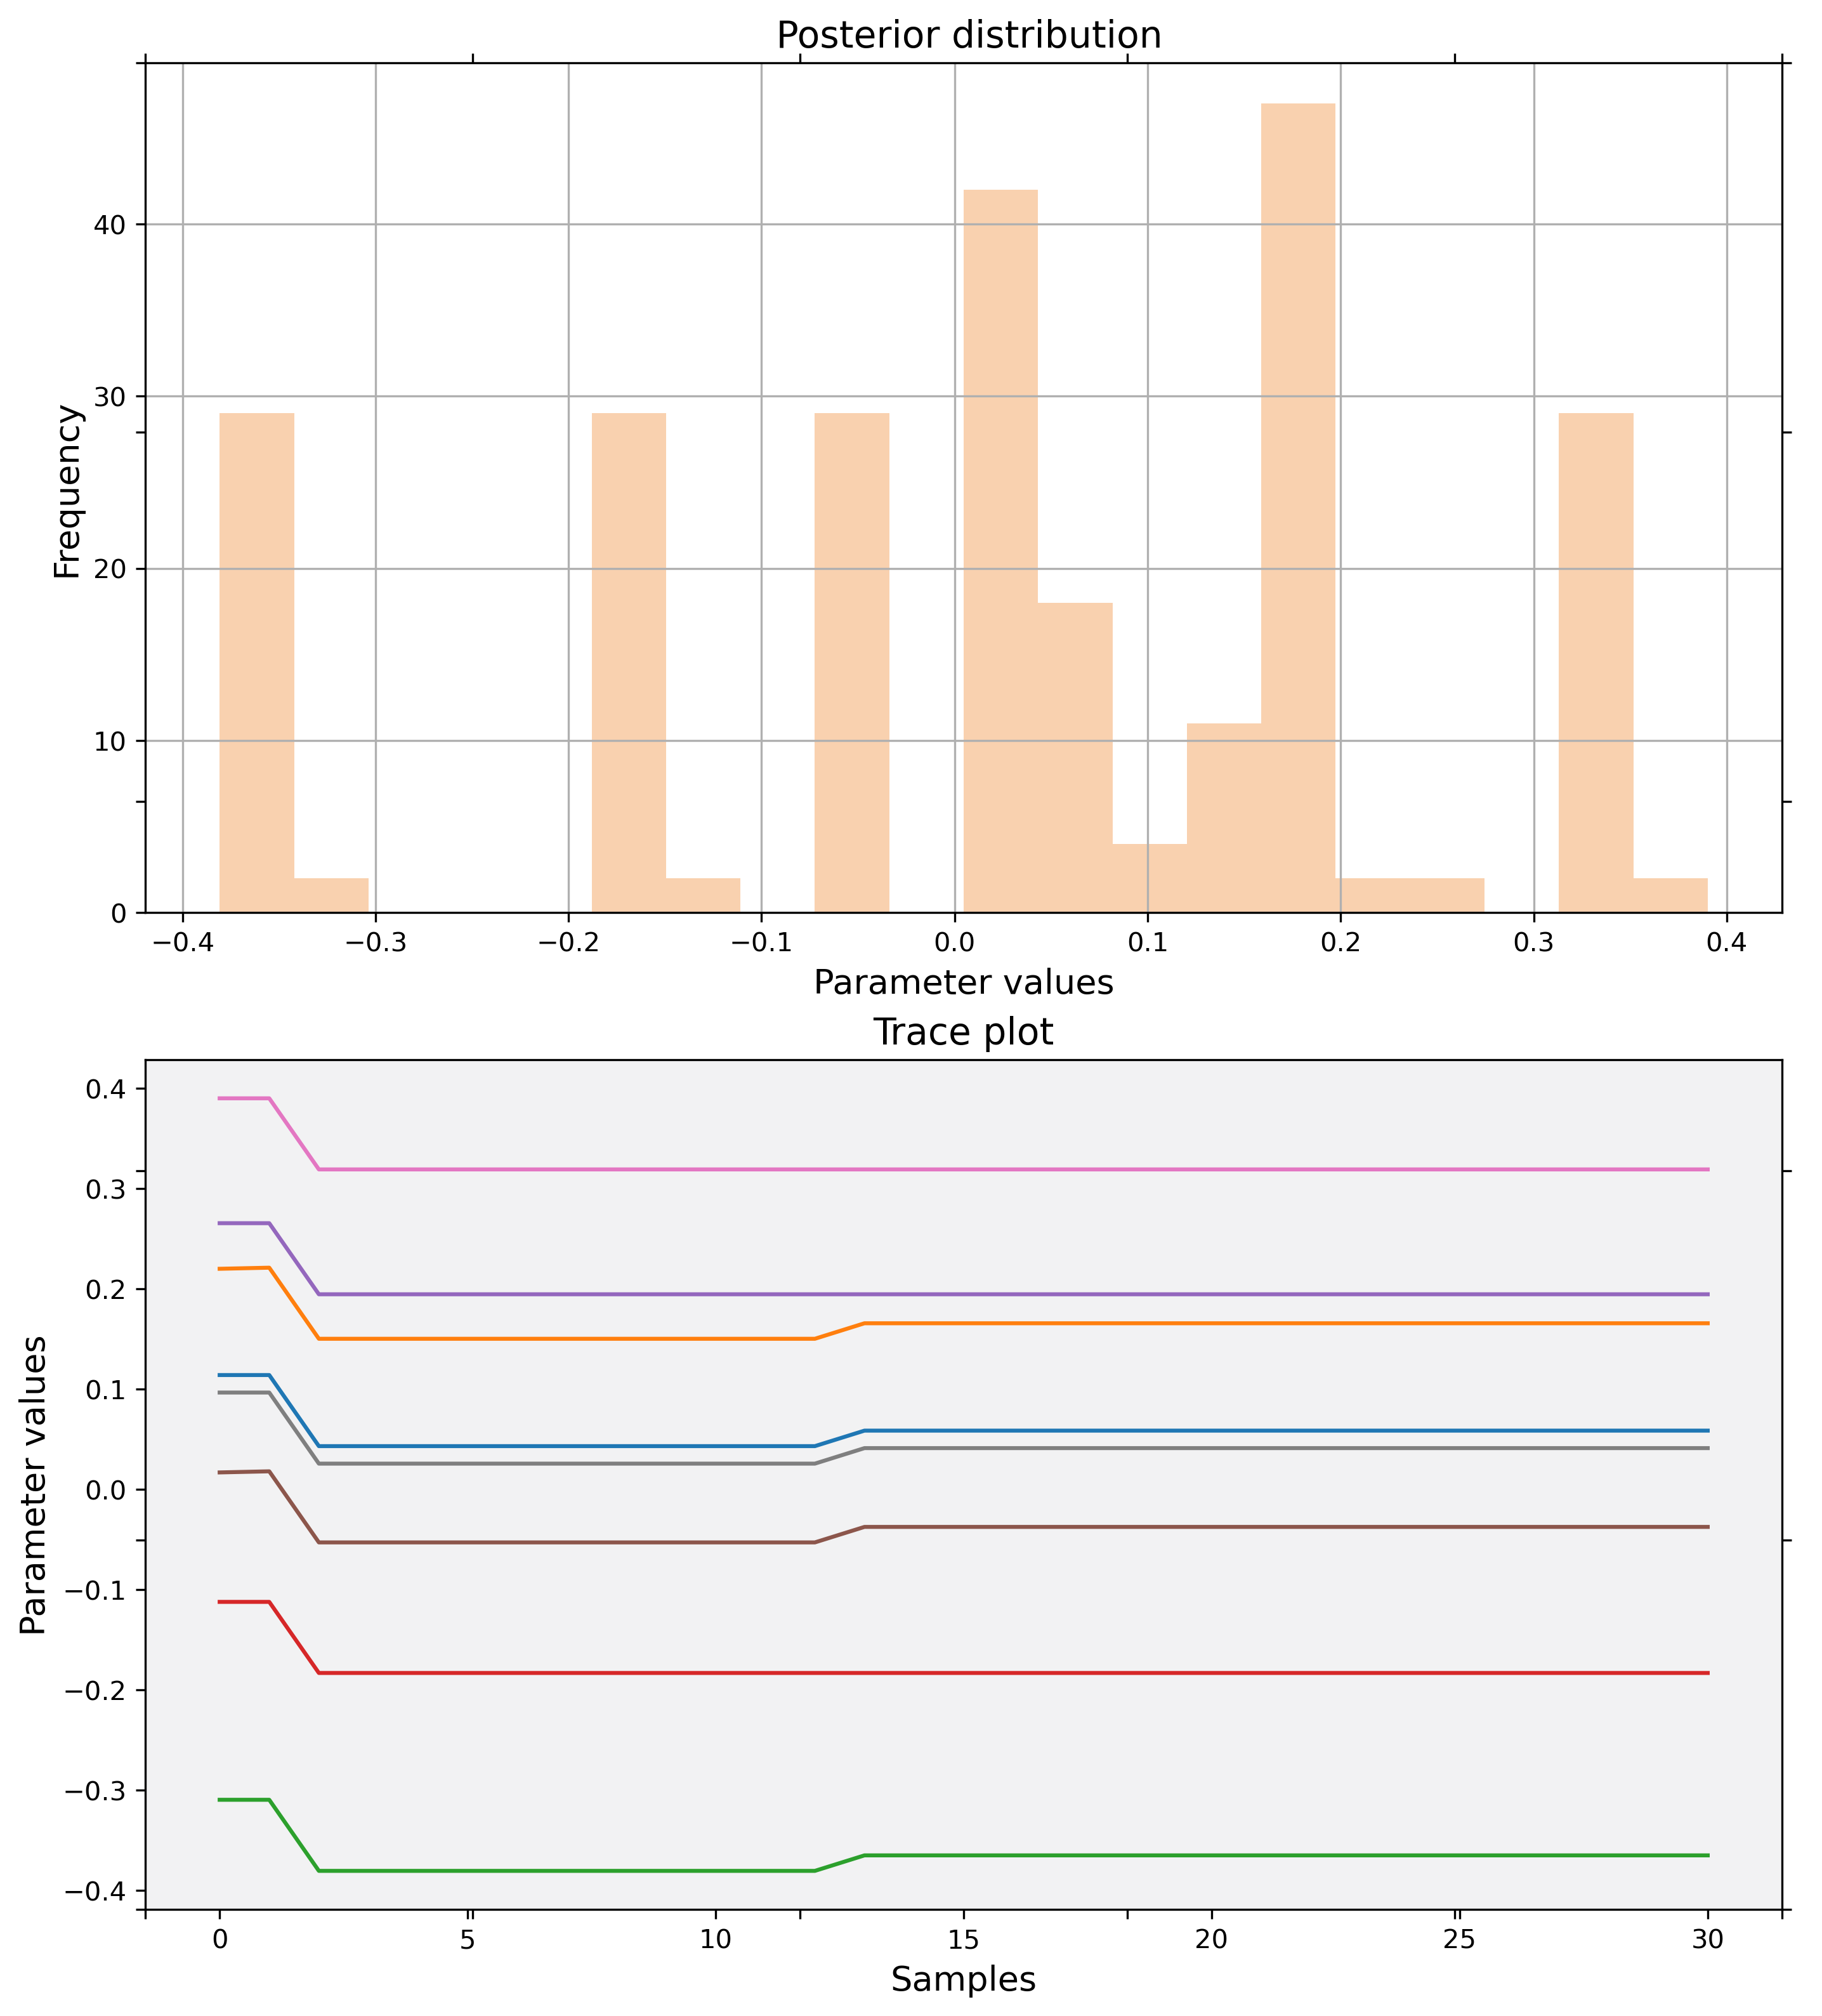 Posterior distribution
Frequency
40
30
20
10
0
−0.4 −0.3 −0.2 −0.1 0.0 0.1 0.2 0.3 0.4
Parameter values
Trace plot
Parameter values
0.4
0.3
0.2
0.1
0.0
−0.1
−0.2
−0.3
−0.4
0 5 10 15 20 25 30
Samples